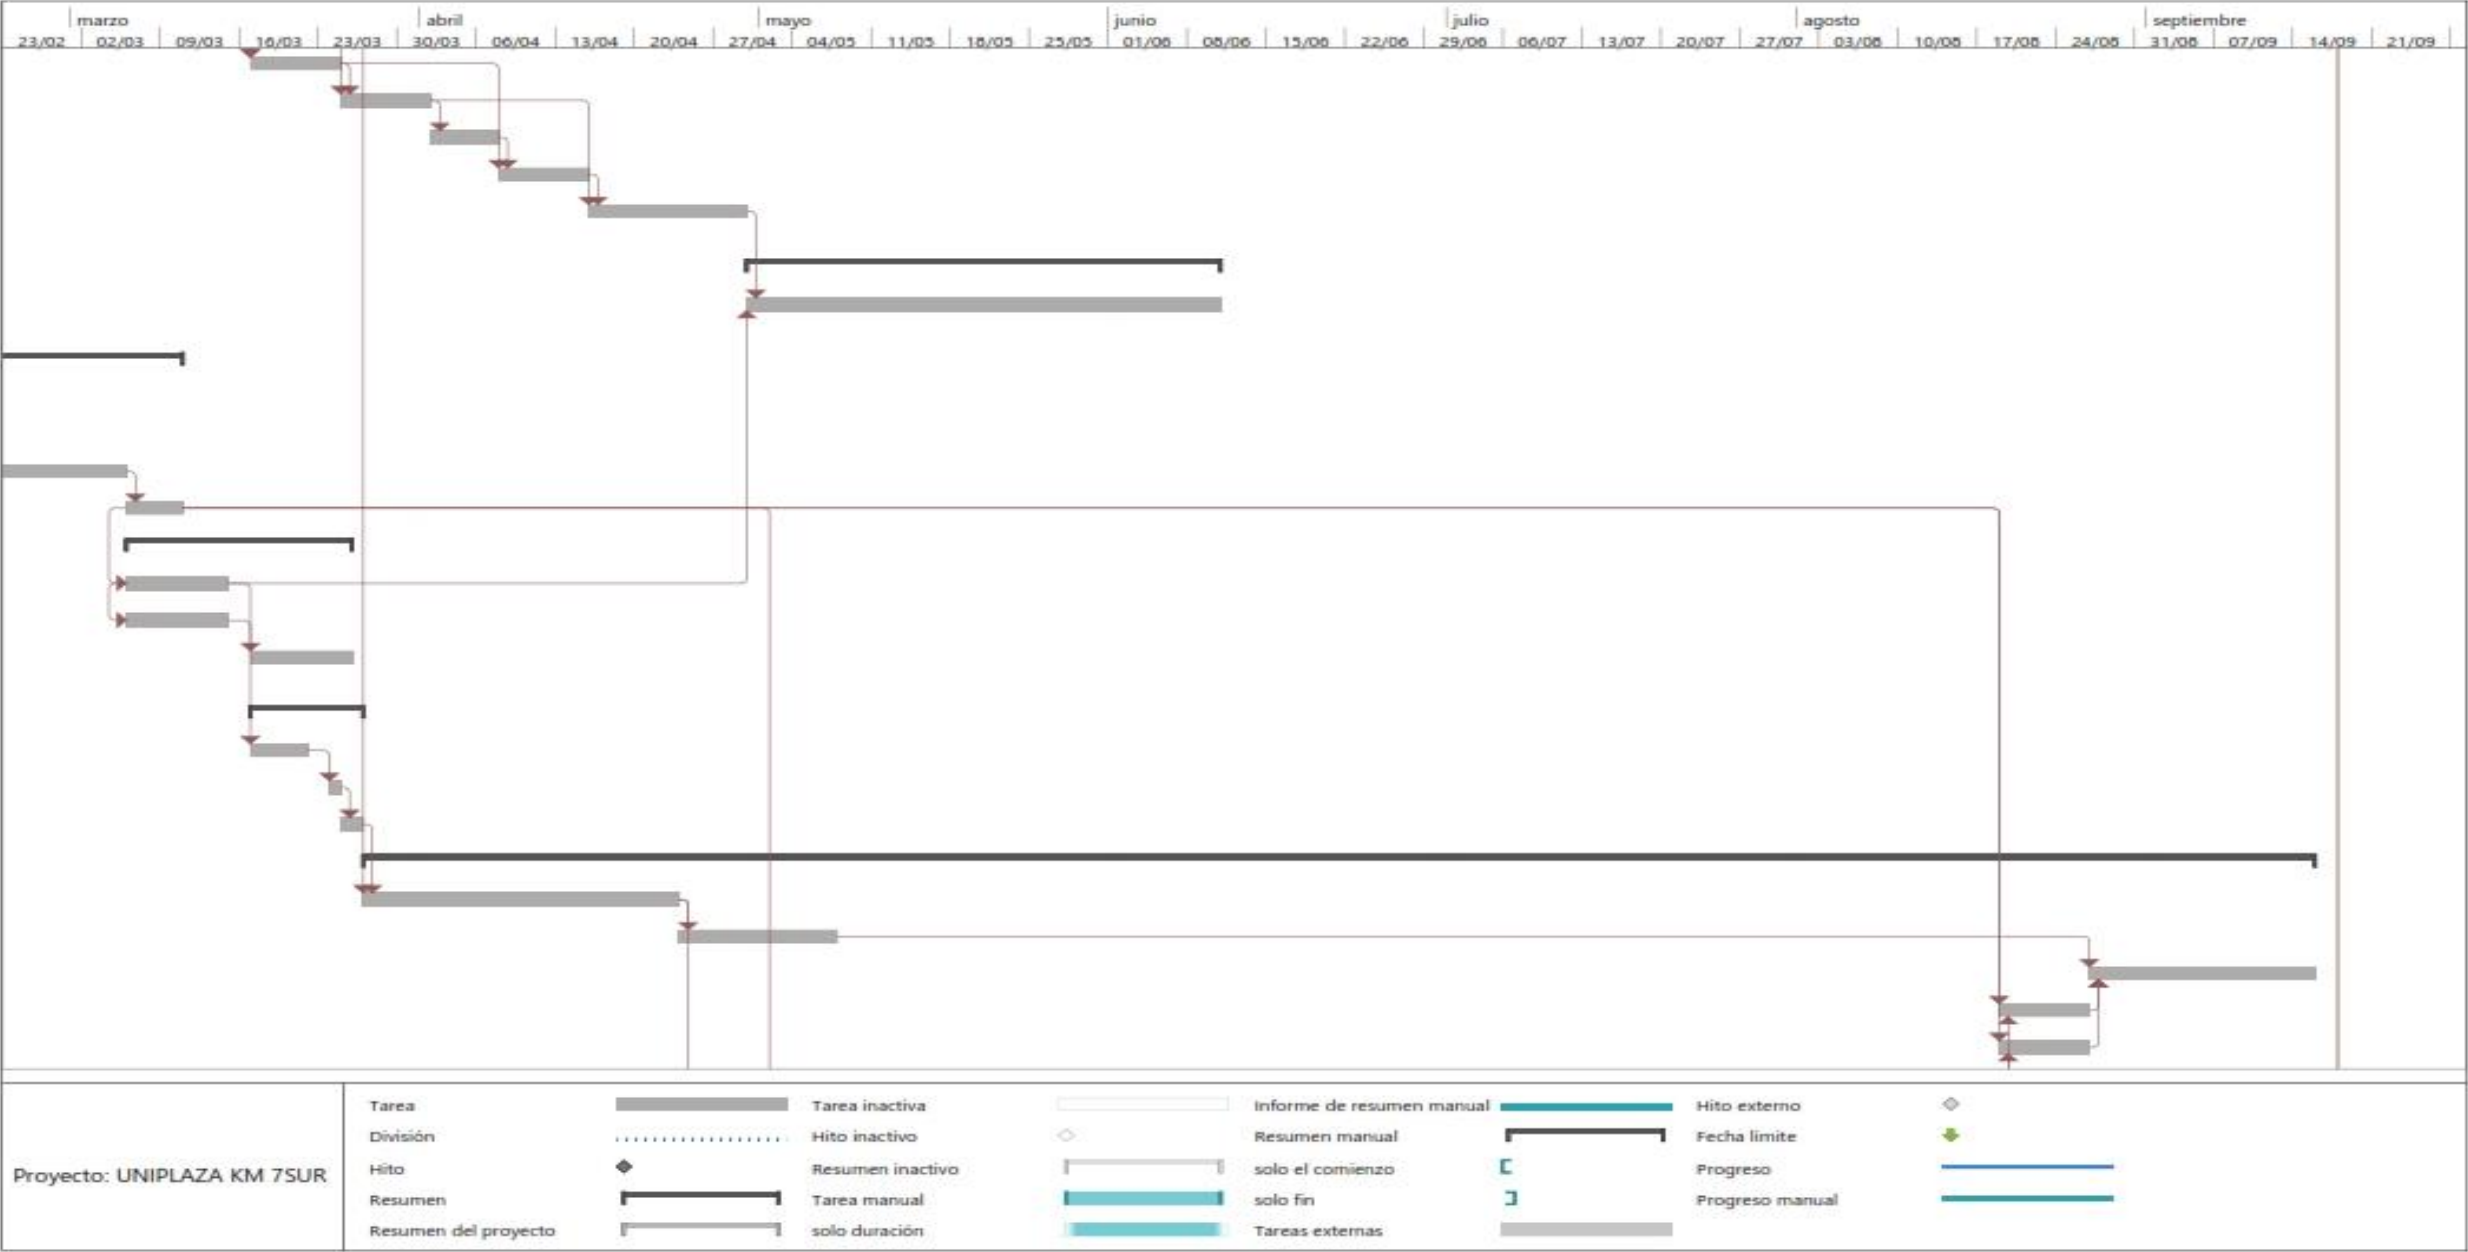 marzo abril mayo junio julio agosto septiembre
23/02 02/03 09/03 16/03 23/03 30/03 06/04 13/04 20/04 27/04 04/05 11/05 18/05 25/05 01/06 08/06 15/06 22/06 29/06 06/07 13/07 20/07 27/07 03/08 10/08 17/08 24/08 31/08 07/09 14/09 21/09
Proyecto: UNIPLAZA KM 7SUR
Tarea
División
Hito
Resumen
Resumen del proyecto
Tarea inactiva
Hito inactivo
Resumen inactivo
Tarea manual
solo duración
Informe de resumen manual
Resumen manual
solo el comienzo
solo fin
Tareas externas
Hito externo
Fecha límite
Progreso
Progreso manual